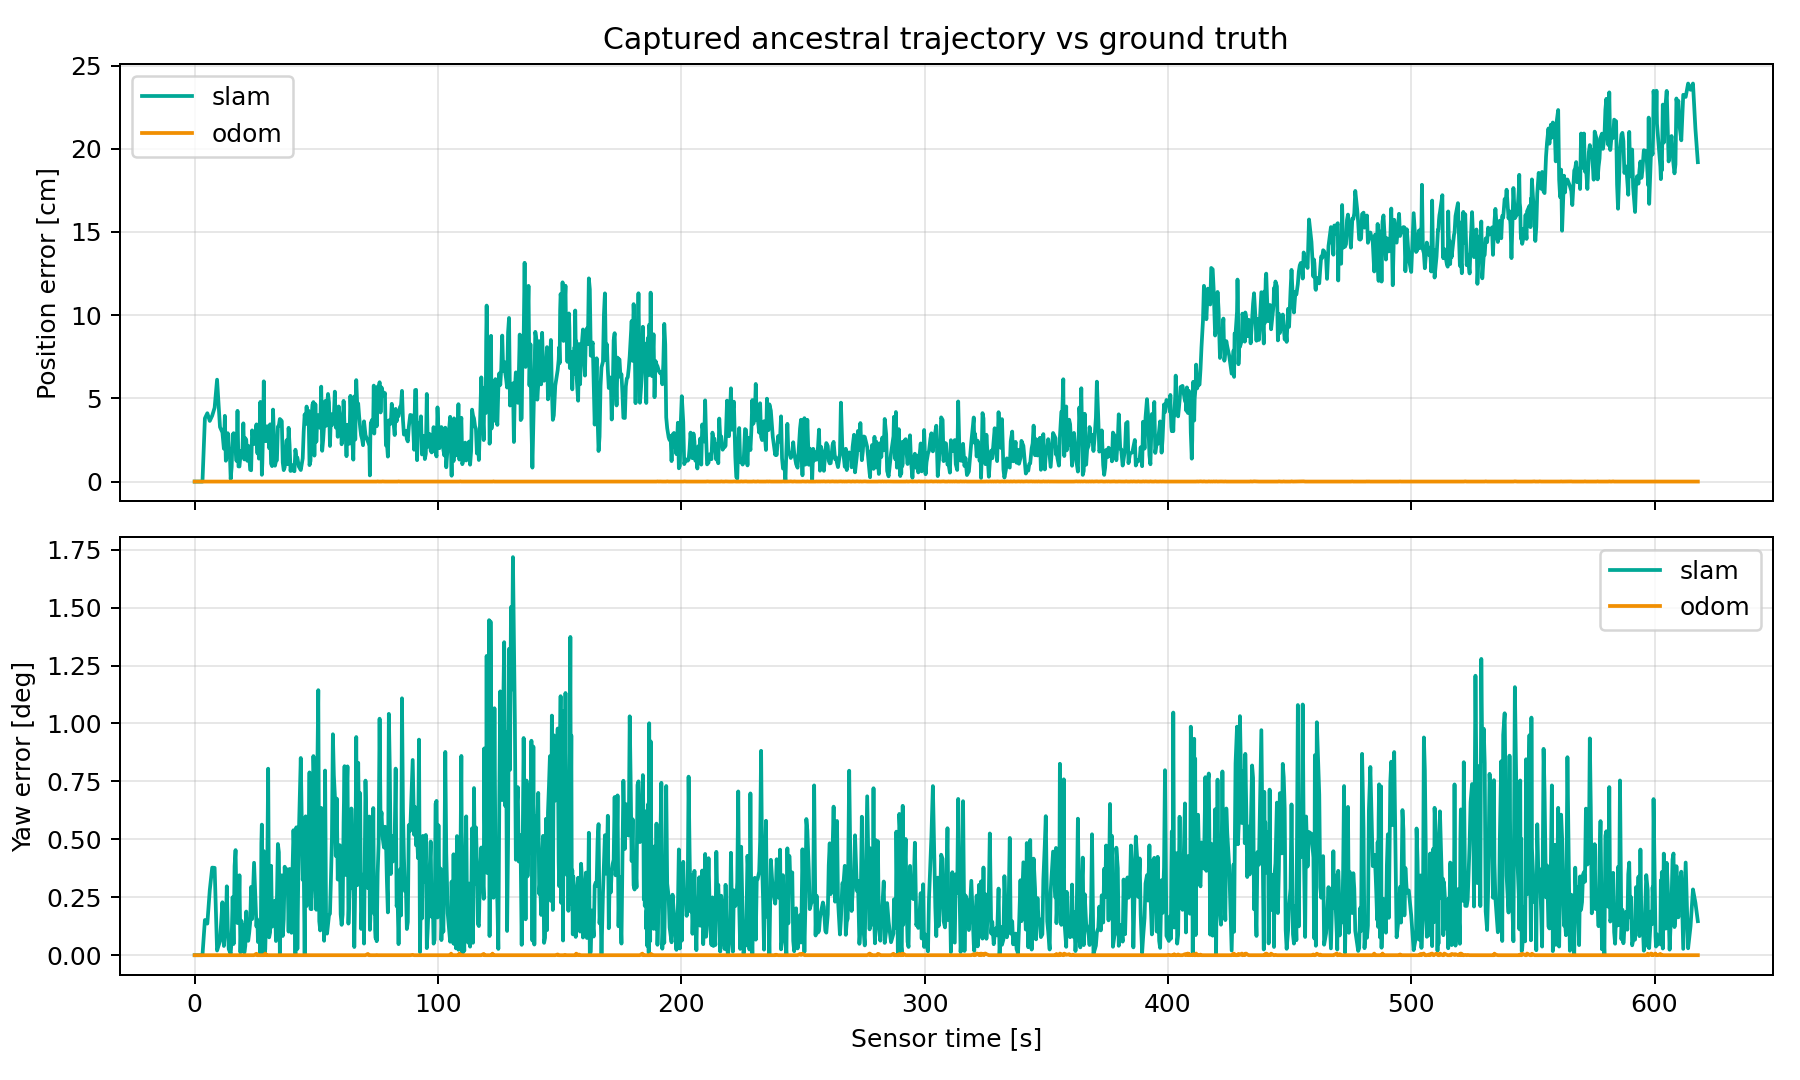 Captured ancestral trajectory vs ground truth
25
20
15
10
5
0
Position error [cm]
slam
odom
1.75
1.50
1.25
1.00
0.75
0.50
0.25
0.00
Yaw error [deg]
slam
odom
0 100 200 300 400 500 600
Sensor time [s]